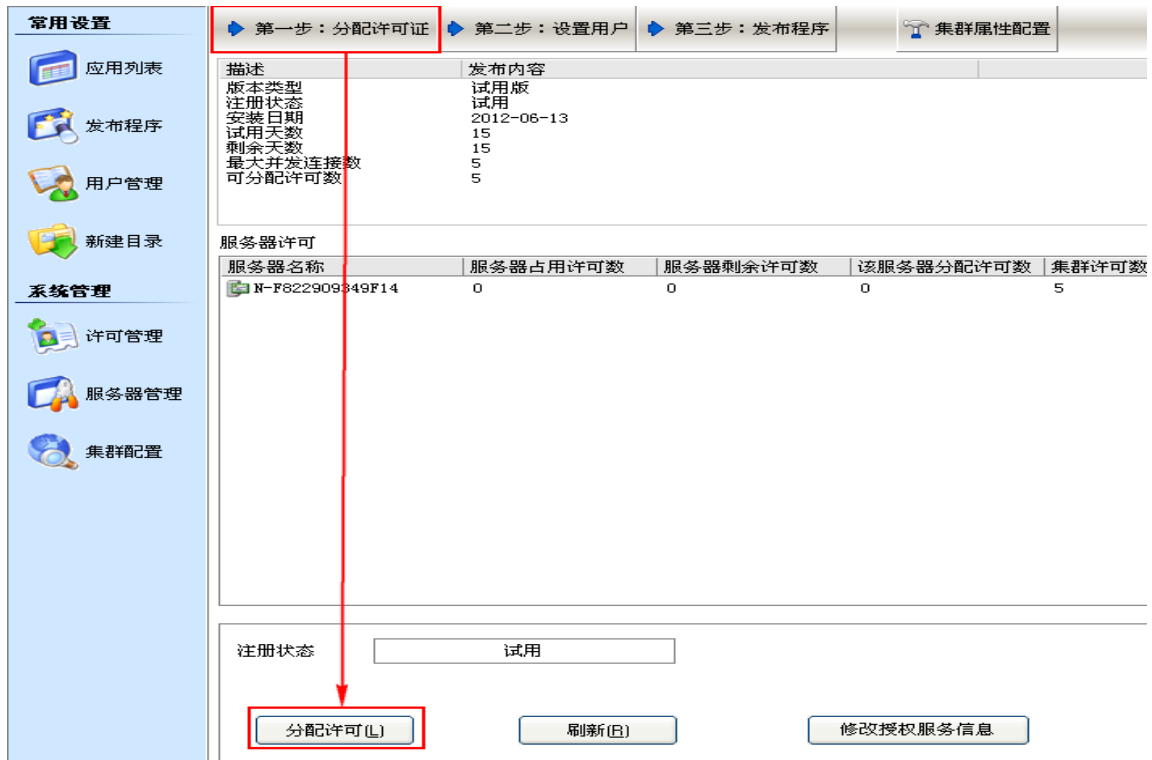 常用设置
应用列表
发布程序
用户管理
新建目录
系统管理
许可管理
服务器管理
集群配置
第一步：分配许可证 第二步：设置用户 第三步：发布程序 集群属性配置
描述 发布内容
版本类型 试用版
注册状态 试用
安装日期 2012-06-13
试用天数 15
剩余天数 15
最大并发连接数 5
可分配许可数 5
服务器许可
服务器名称 服务器占用许可数 服务器剩余许可数 该服务器分配许可数 集群许可数
N-F822909349F14 0 0 0 5
注册状态 试用
分配许可(L) 刷新(R) 修改授权服务信息